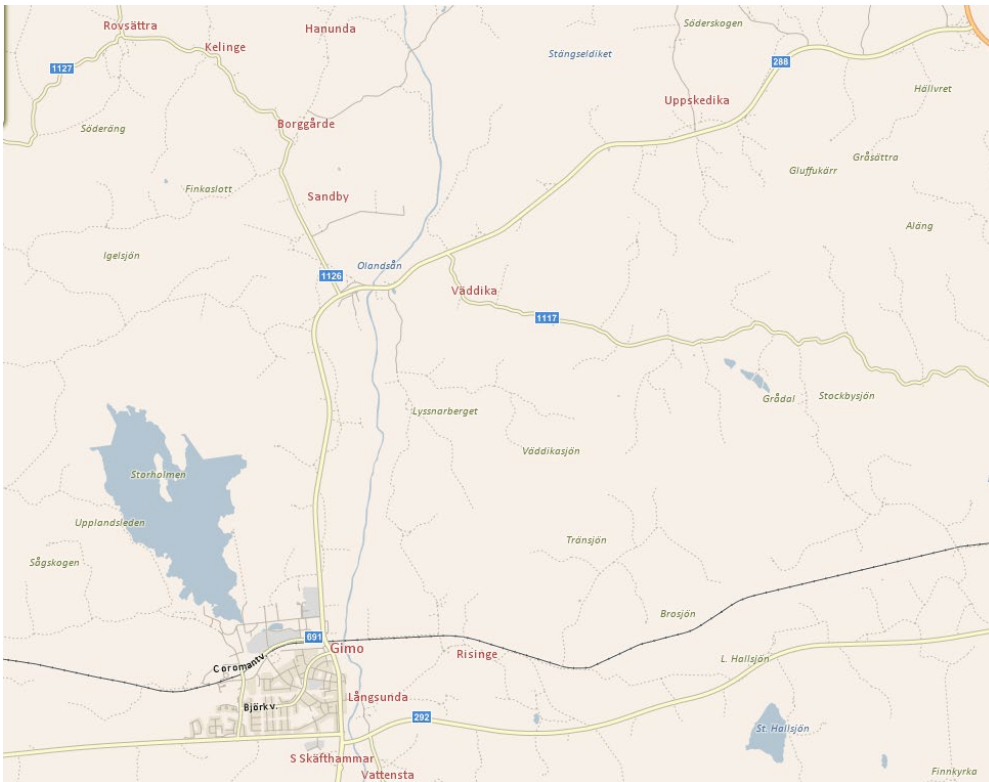 Rovsättra
Hanunda
Söderskogen
Kelinge
Stängseldiket
288
1127
Hällvret
Uppskedika
Borggårde
Söderäng
Gråsättra
Gluffukärr
Finkaslott
Sandby
Aläng
Igelsjön
Olandsån
1126
Väddika
1117
Grådal
Stockbysjön
Lyssnarberget
Väddikasjön
Storholmen
Upplandsleden
Tränsjön
Sågskogen
Brosjön
691
Gimo
Risinge
L. Hallsjön
Coromantv.
Långsunda
Björkv.
292
St. Hallsjön
S Skäfthammar
Vattensta
Finnkyrka